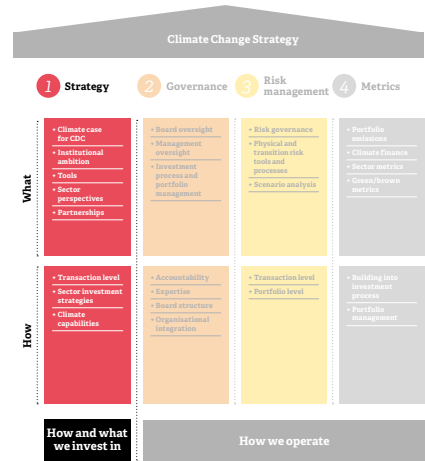 Climate Change Strategy
1 Strategy
2 Governance
3 Risk
management
4 Metrics
What
• Climate case
for CDC
• Institutional
ambition
• Tools
• Sector
perspectives
• Partnerships
• Board oversight
• Management
oversight
• Investment
process and
portfolio
management
• Risk governance
• Physical and
transition risk
tools and
processes
• Scenario analysis
• Portfolio
emissions
• Climate finance
• Sector metrics
• Green/brown
metrics
How
• Transaction level
• Sector investment
strategies
• Climate
capabilities
• Accountability
• Expertise
• Board structure
• Organisational
integration
• Transaction level
• Portfolio level
• Building into
investment
process
• Portfolio
management
How and what
we invest in
How we operate